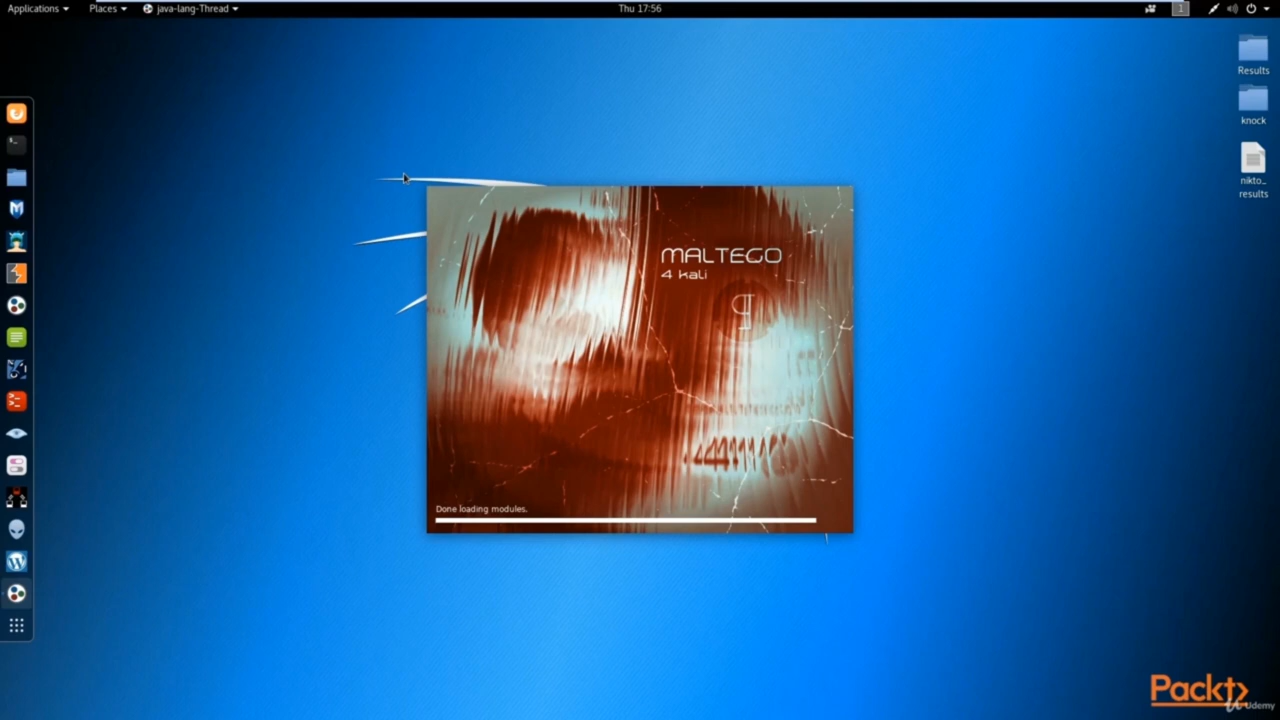 Applications Places java-lang-Thread Thu 17:56 1
Results
knock
nikto_
results
MALTEGO
4 kali
Done loading modules.
Packt>
Udemy